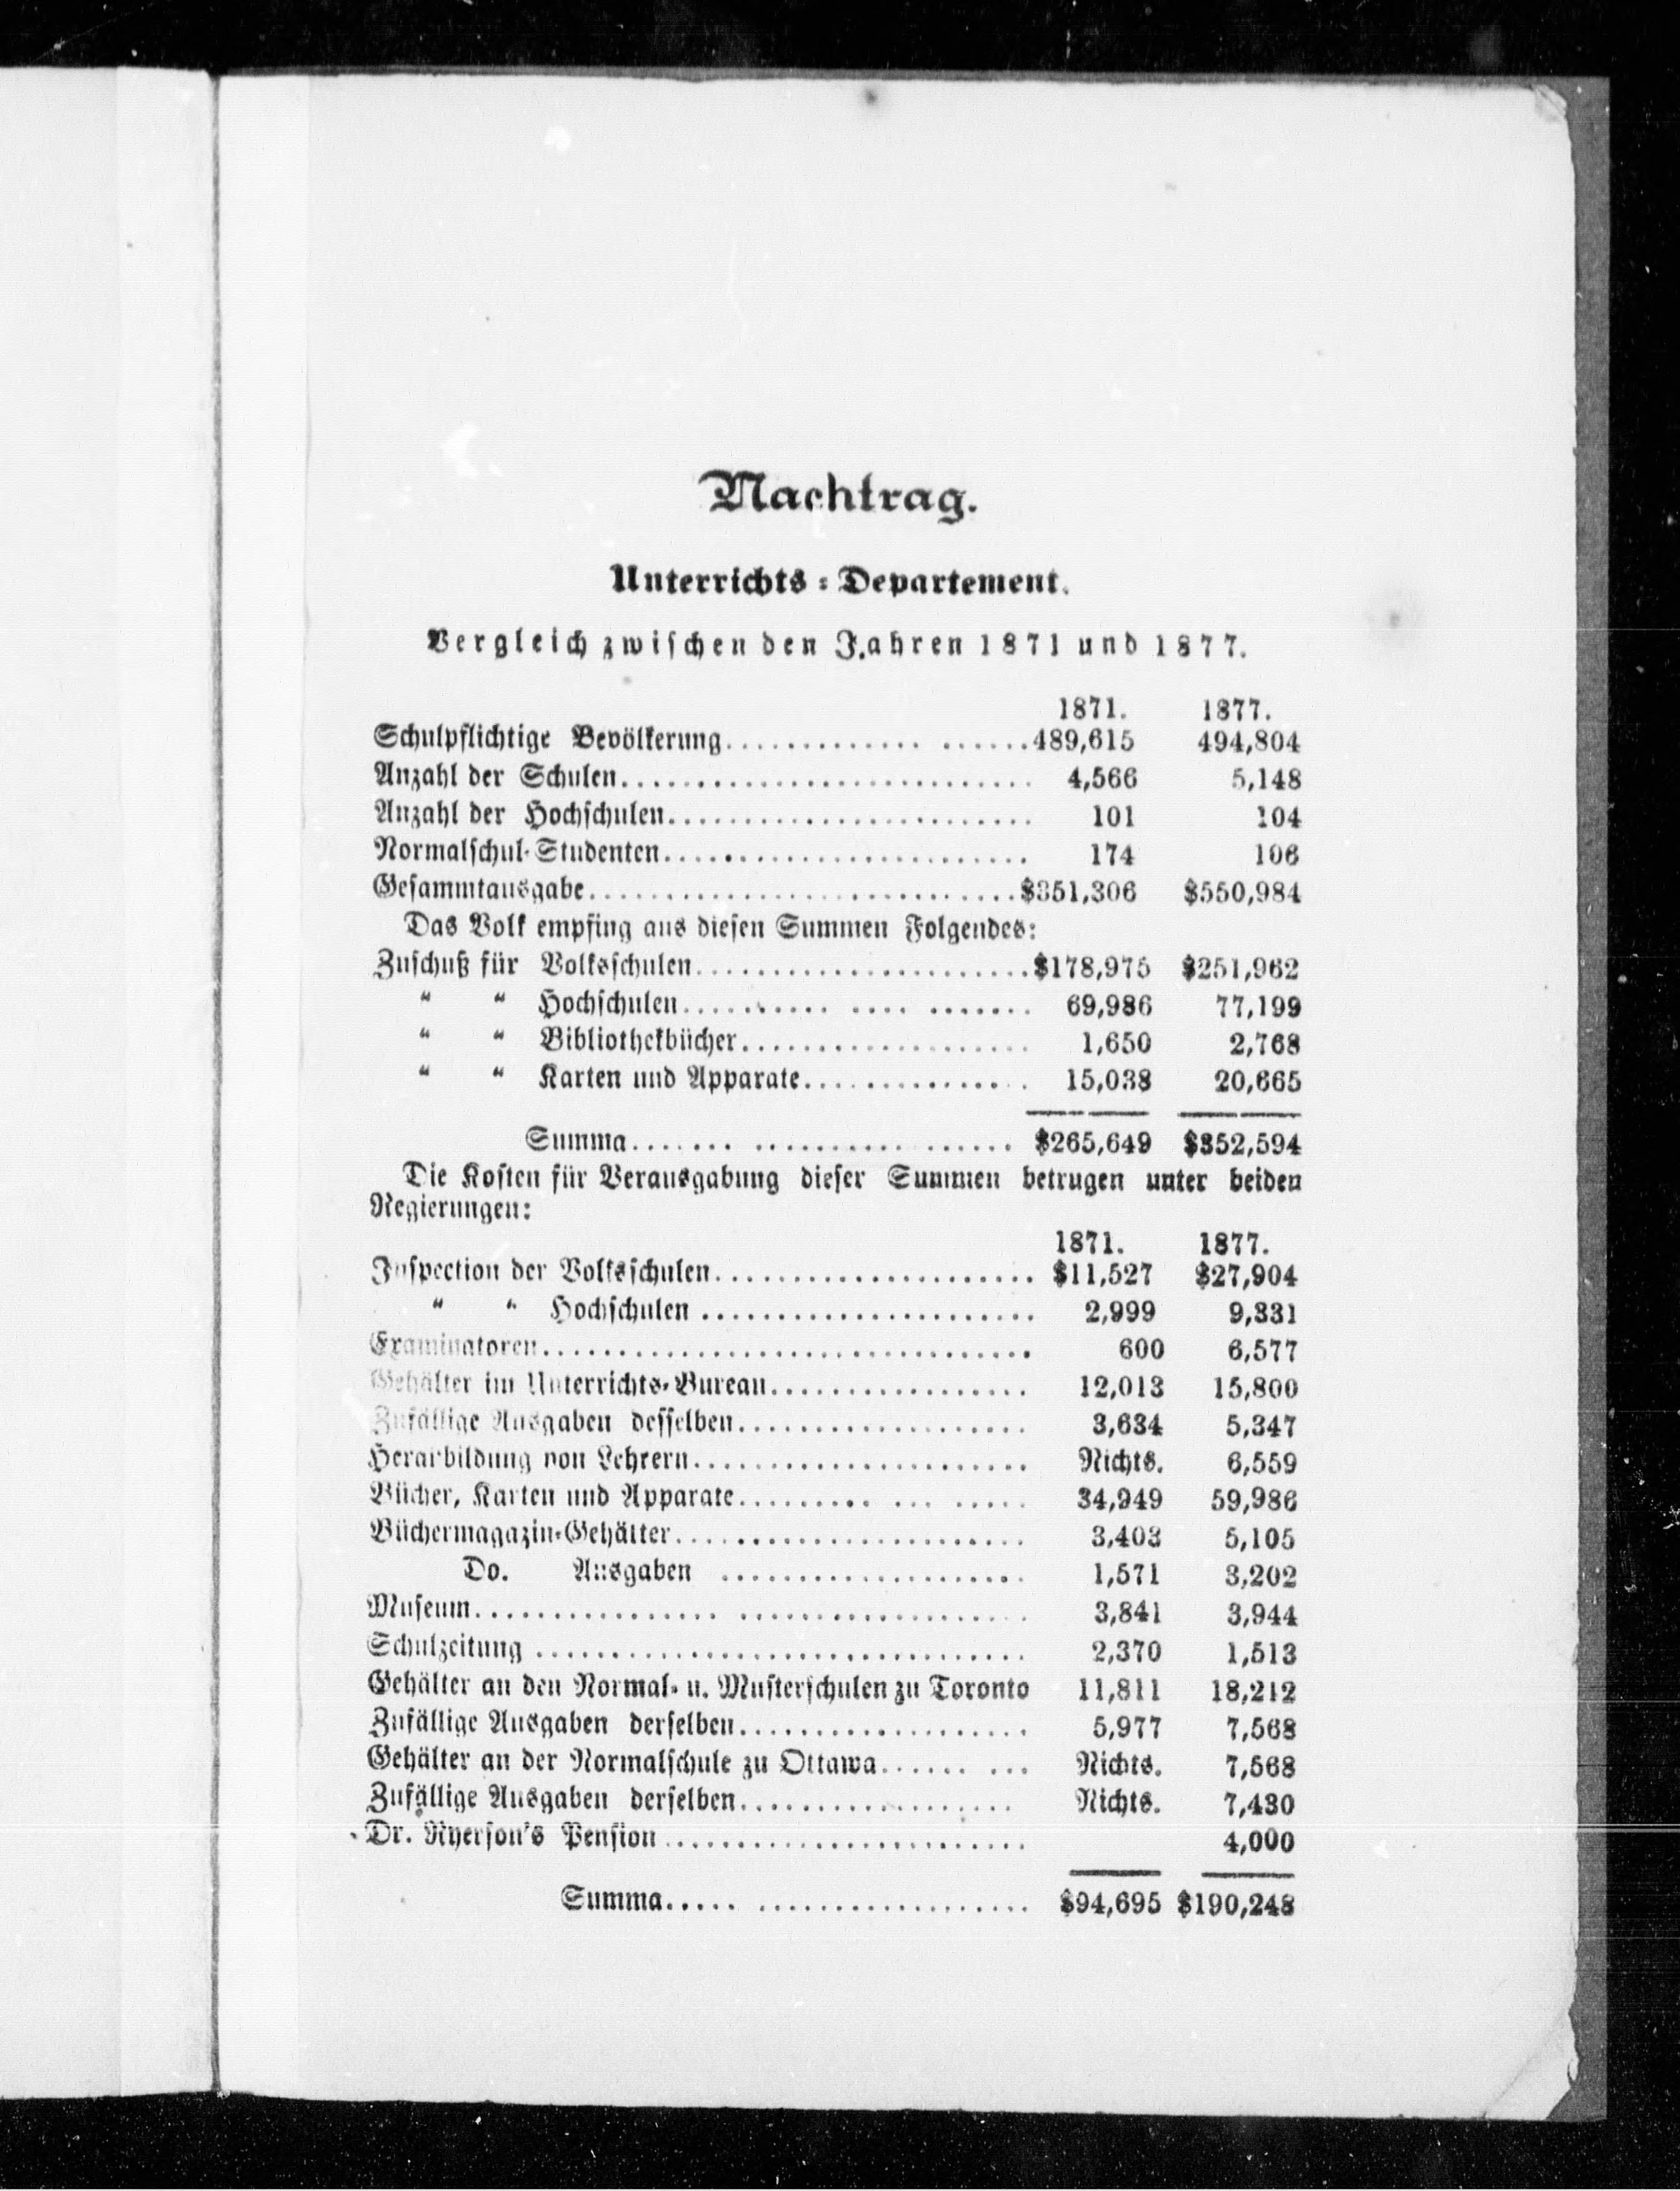 Nachtrag.
Unterrichts-Departement.
Vergleich zwischen den Jahren 1871 und 1877.
1871. 1877.
Schulpflichtige Bevölkerung.................489,615 494,804
Anzahl der Schulen.............................. 4,566 5,148
Anzahl der Hochschulen.......................... 101 104
Normalschul-Studenten........................... 174 106
Gesammtausgabe................................$351,306 $550,984
Das Volk empfing aus diesen Summen Folgendes:
Zuschuß für Volksschulen........................$178,975 $251,962
" " Hochschulen.......... .... ....... 69,986 77,199
" " Bibliothekbücher..................... 1,650 2,768
" " Karten und Apparate................ 15,038 20,665
Summa....... .................. $265,649 $352,594
Die Kosten für Verausgabung dieser Summen betrugen unter beiden
Regierungen:
1871. 1877.
Inspection der Volksschulen....................... $11,527 $27,904
" " Hochschulen ....................... 2,999 9,331
Examinatoren.................................... 600 6,577
Gehälter im Unterrichts-Bureau................... 12,013 15,800
Zufällige Ausgaben desselben..................... 3,634 5,347
Heranbildung von Lehrern........................ Nichts. 6,559
Bücher, Karten und Apparate.......... ... ..... 34,949 59,986
Büchermagazin-Gehälter.......................... 3,403 5,105
Do. Ausgaben ...................... 1,571 3,202
Museum.................. ..................... 3,841 3,944
Schulzeitung .................................... 2,370 1,513
Gehälter an den Normal- u. Musterschulen zu Toronto 11,811 18,212
Zufällige Ausgaben derselben..................... 5,977 7,568
Gehälter an der Normalschule zu Ottawa...... ... Nichts. 7,568
Zufällige Ausgaben derselben.................... Nichts. 7,430
Dr. Ryerson's Pension.......................... 4,000
Summa..... .................... $94,695 $190,248